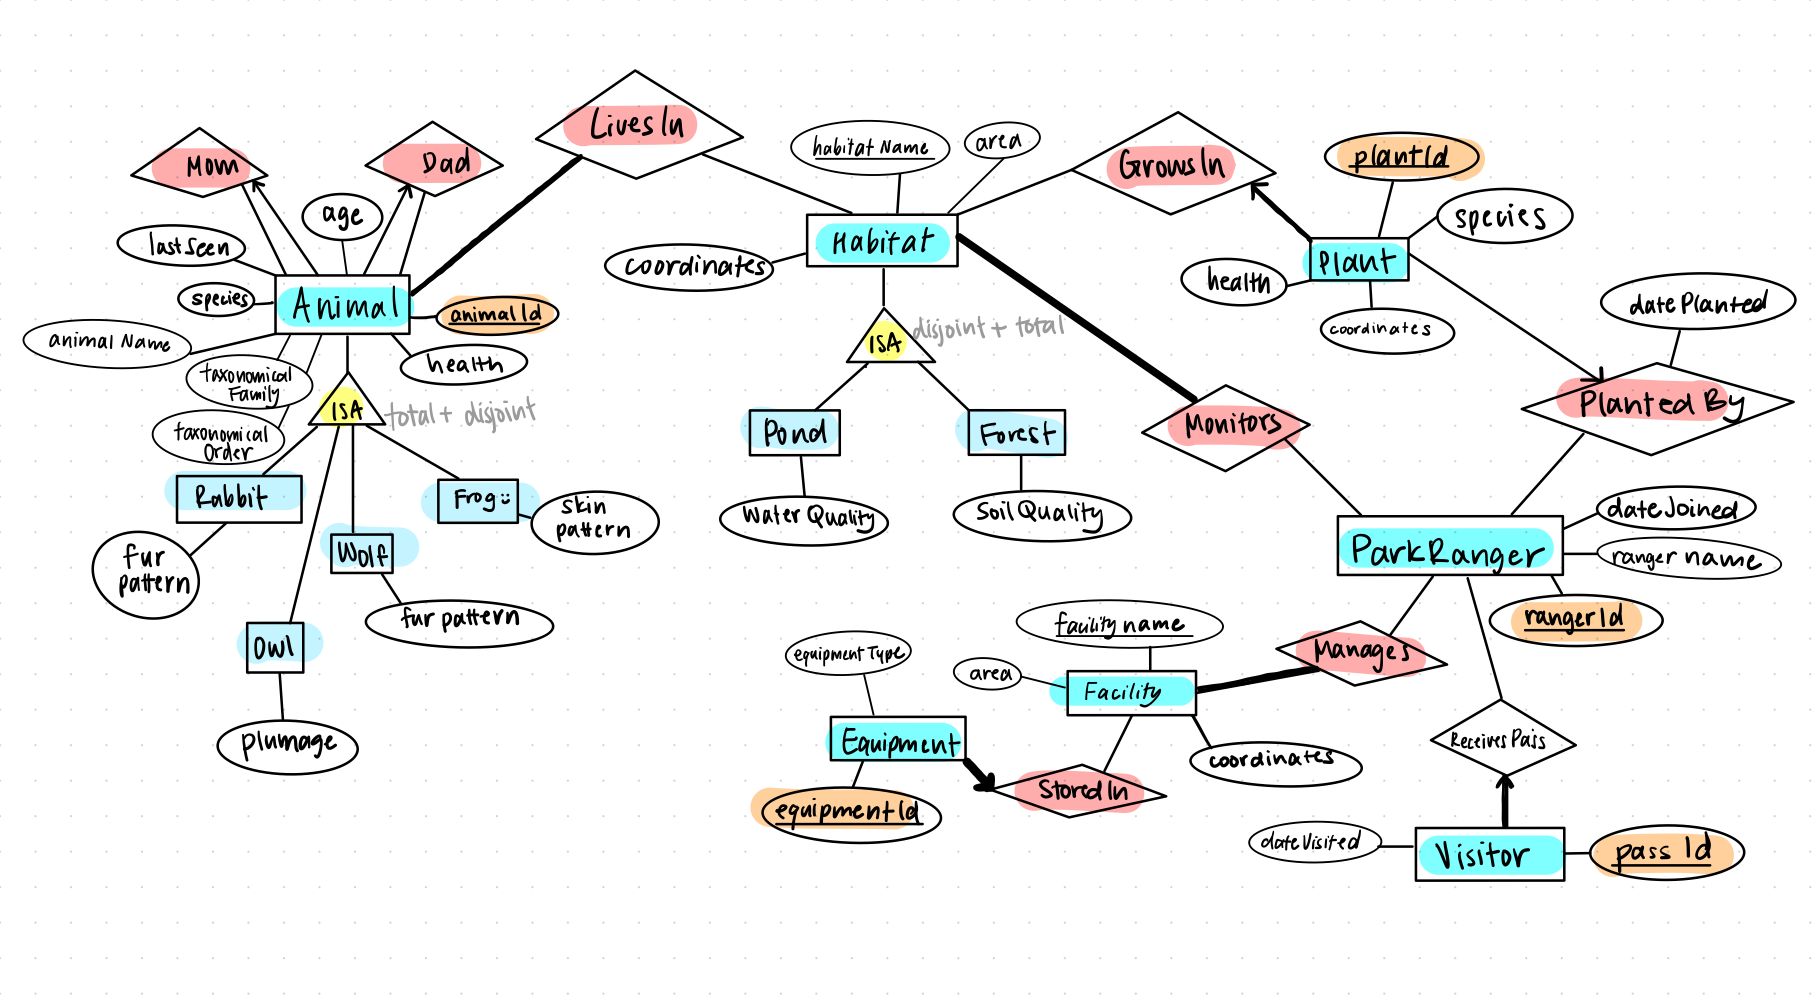 Mom
Dad
Lives In
habitat Name
area
Grows In
plantId
species
age
last seen
species
Animal
animal Id
animal Name
health
taxonomical
Family
taxonomical
Order
ISA
total + disjoint
Rabbit
fur
pattern
Owl
plumage
Wolf
fur pattern
Frog
skin
pattern
coordinates
Habitat
ISA
disjoint + total
Pond
Water Quality
Forest
Soil Quality
Plant
health
coordinates
date Planted
Planted By
Monitors
ParkRanger
dateJoined
ranger name
rangerId
Manages
facility name
area
Facility
coordinates
equipment Type
Equipment
equipmentId
Stored In
Receives Pass
dateVisited
Visitor
pass Id